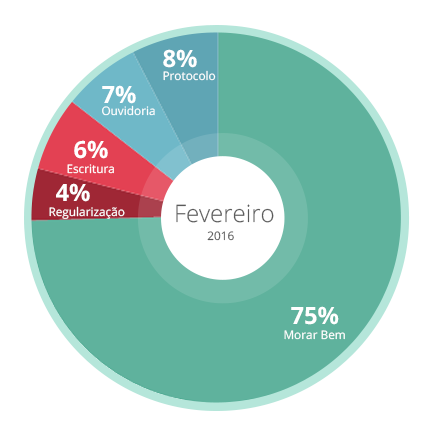 8%
Protocolo
7%
Ouvidoria
6%
Escritura
4%
Regularização
Fevereiro
2016
75%
Morar Bem